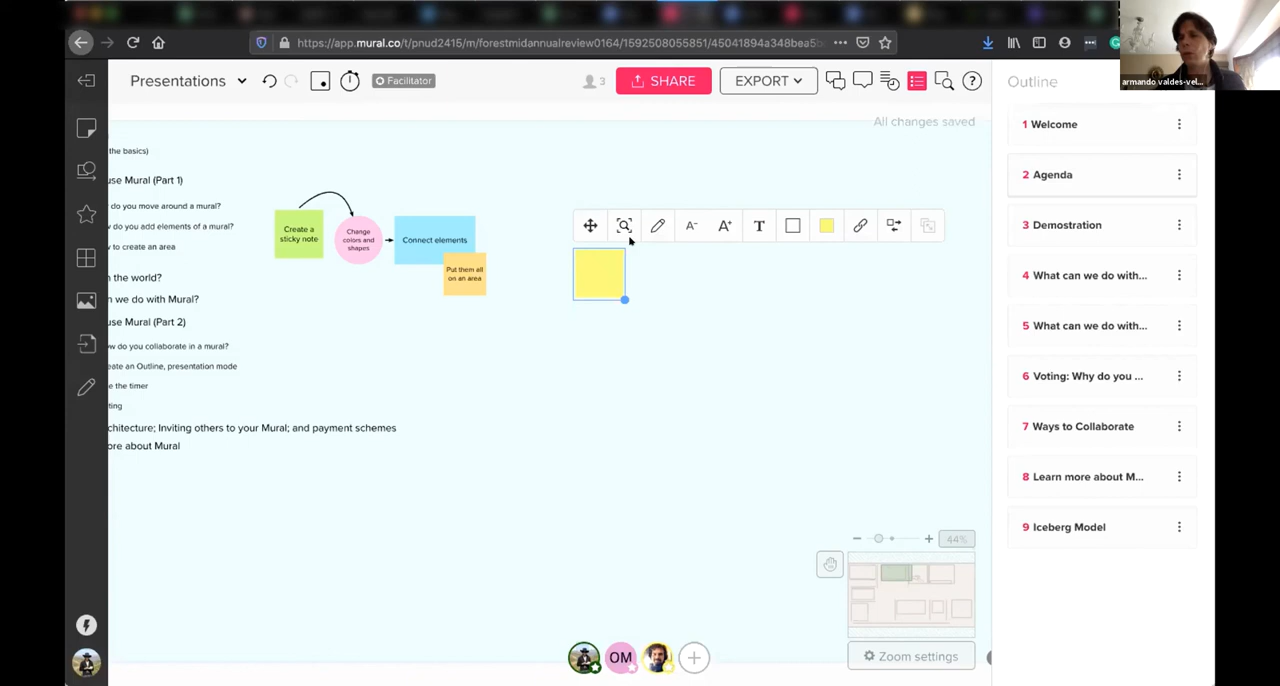 https://app.mural.co/t/pnud2415/m/forestmidannualreview0164/1592508055851/45041894a348bea5b
armando valdes-vel...
Presentations
Facilitator
3
SHARE
EXPORT
?
Outline
All changes saved
1 Welcome
2 Agenda
3 Demostration
4 What can we do with...
5 What can we do with...
6 Voting: Why do you ...
7 Ways to Collaborate
8 Learn more about M...
9 Iceberg Model
the basics)
use Mural (Part 1)
do you move around a mural?
do you add elements of a mural?
w to create an area
the world?
we do with Mural?
use Mural (Part 2)
ow do you collaborate in a mural?
eate an Outline, presentation mode
e the timer
ting
chitecture; Inviting others to your Mural; and payment schemes
ore about Mural
Create a
sticky note
Change
colors and
shapes
Connect elements
Put them all
on an area
A-
A+
T
44%
Zoom settings
OM